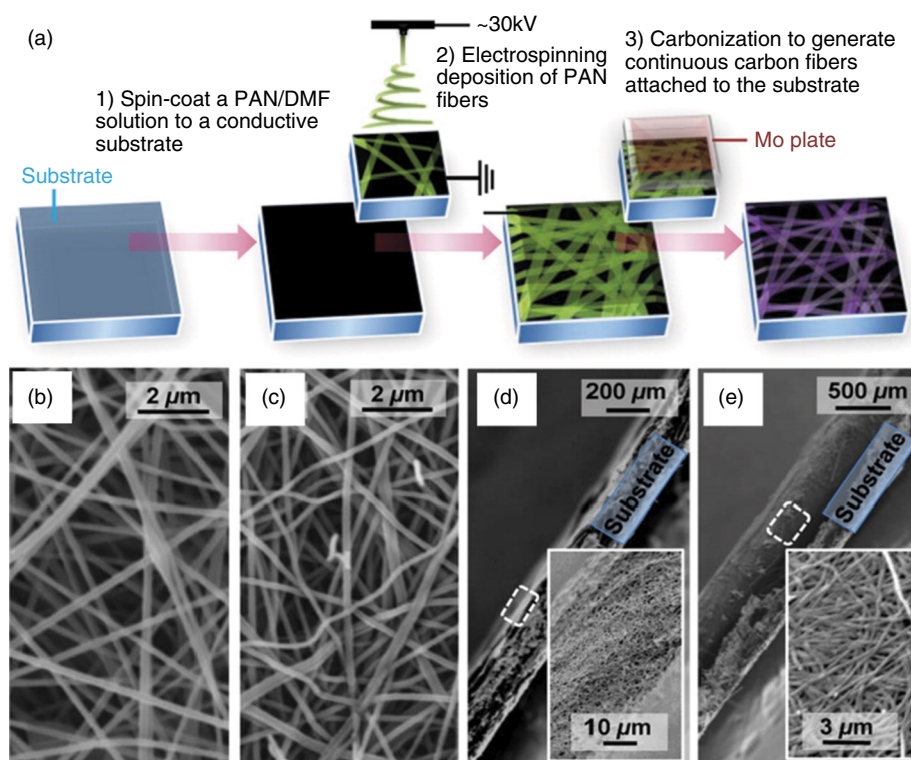 (a)
~30kV
1) Spin-coat a PAN/DMF
solution to a conductive
substrate
2) Electrospinning
deposition of PAN
fibers
3) Carbonization to generate
continuous carbon fibers
attached to the substrate
Mo plate
Substrate
(b)
2 µm
(c)
2 µm
(d)
200 µm
Substrate
10 µm
(e)
500 µm
Substrate
3 µm